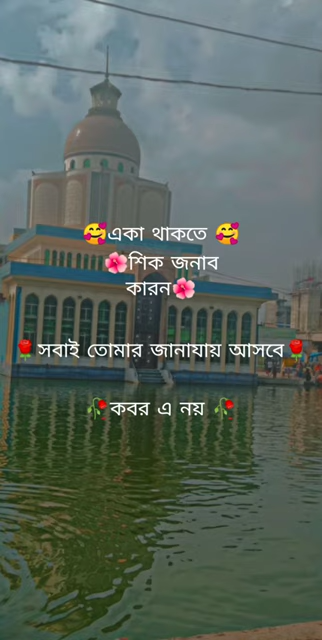 🥰একা থাকতে 🥰
🌺শিক জনাব
কারন🌺
🌹সবাই তোমার জানাযায় আসবে🌹
🥀কবর এ নয় 🥀